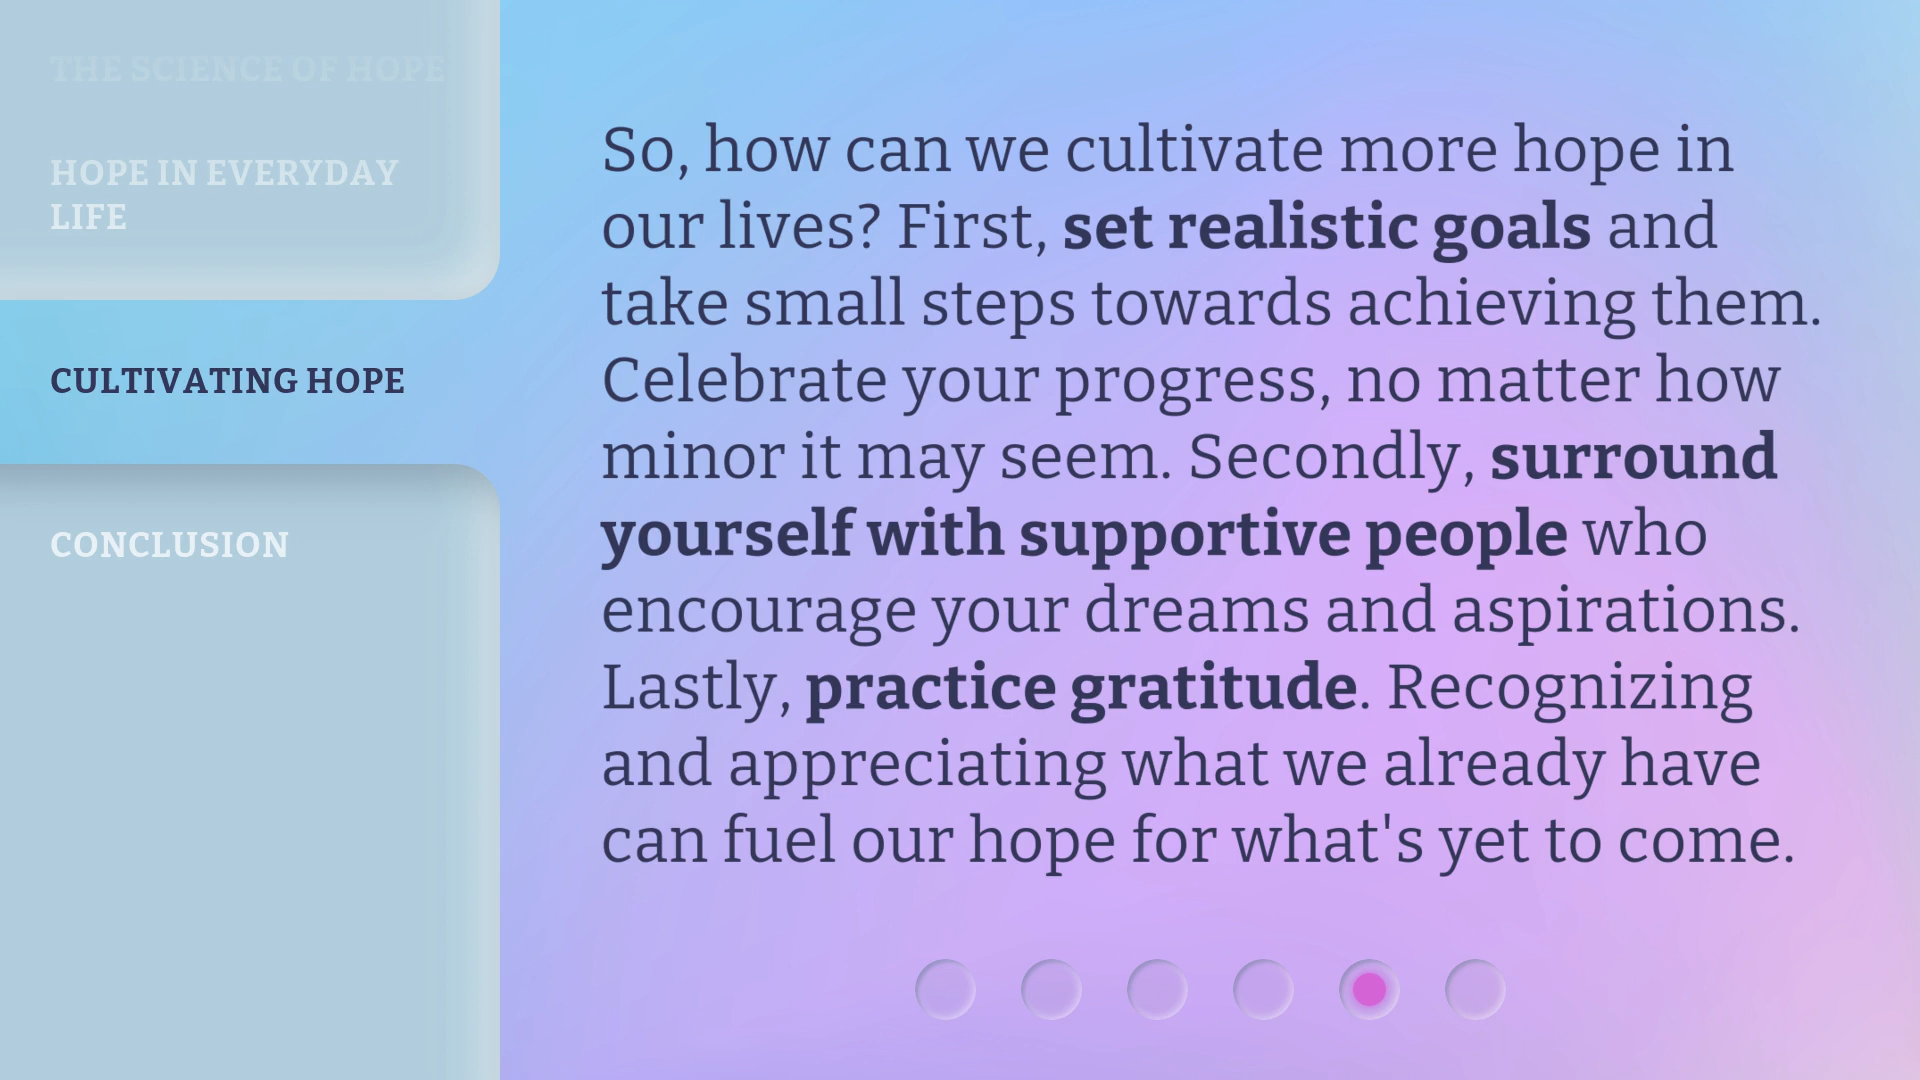 THE SCIENCE OF HOPE
HOPE IN EVERYDAY
LIFE
CULTIVATING HOPE
CONCLUSION
So, how can we cultivate more hope in
our lives? First, set realistic goals and
take small steps towards achieving them.
Celebrate your progress, no matter how
minor it may seem. Secondly, surround
yourself with supportive people who
encourage your dreams and aspirations.
Lastly, practice gratitude. Recognizing
and appreciating what we already have
can fuel our hope for what's yet to come.